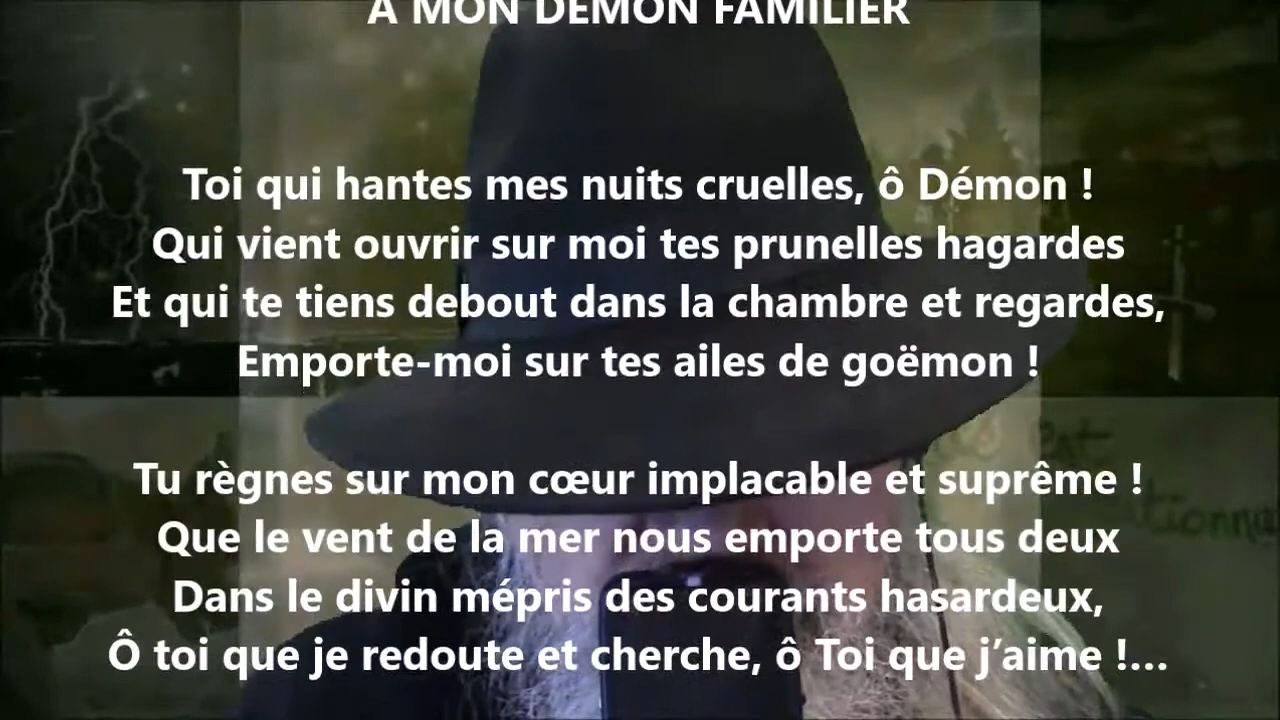 À MON DÉMON FAMILIER
Toi qui hantes mes nuits cruelles, ô Démon !
Qui vient ouvrir sur moi tes prunelles hagardes
Et qui te tiens debout dans la chambre et regardes,
Emporte-moi sur tes ailes de goëmon !
Tu règnes sur mon cœur implacable et suprême !
Que le vent de la mer nous emporte tous deux
Dans le divin mépris des courants hasardeux,
Ô toi que je redoute et cherche, ô Toi que j’aime !...
est